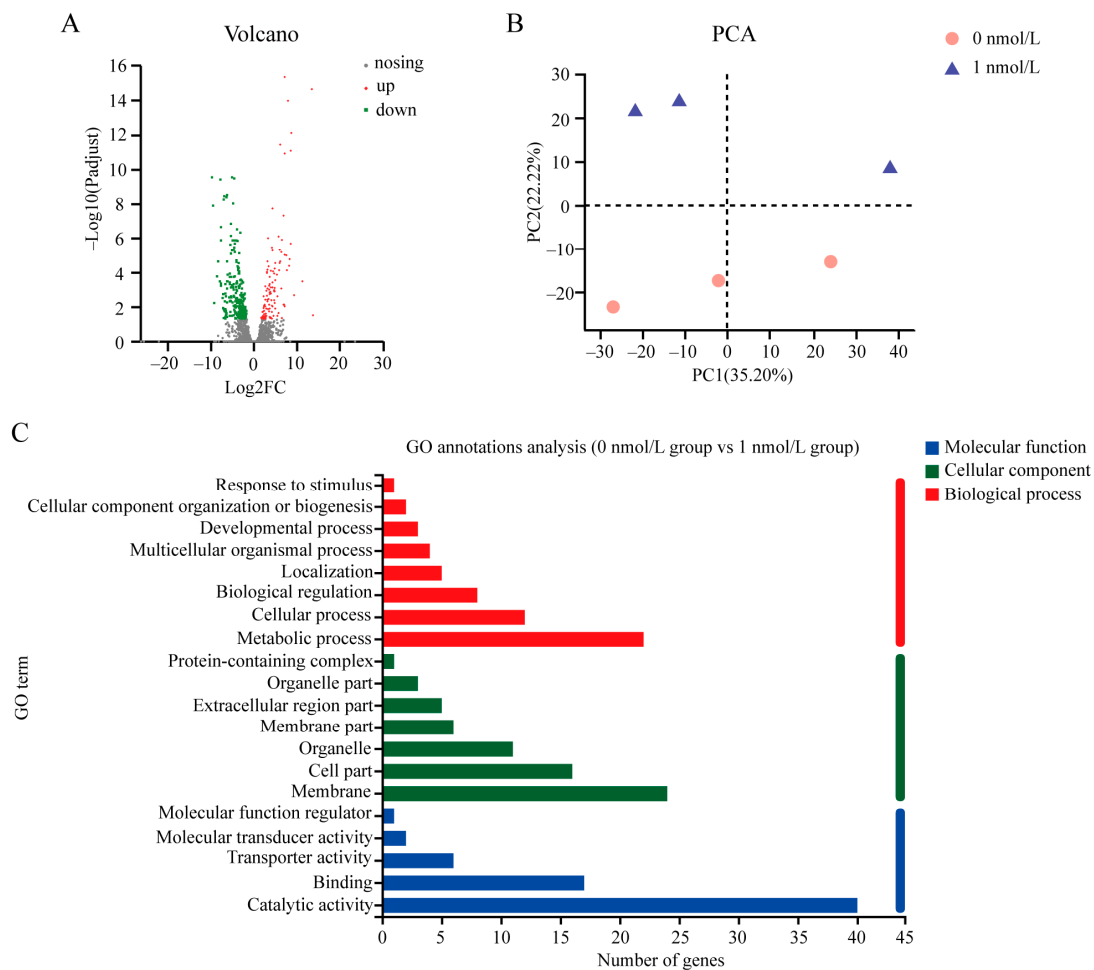 A
Volcano
nosing
up
down
16
14
12
10
8
6
4
2
0
−Log10(Padjust)
−20
−10
0
10
20
30
Log2FC
B
PCA
0 nmol/L
1 nmol/L
30
20
10
0
−10
−20
PC2(22.22%)
−30
−20
−10
0
10
20
30
40
PC1(35.20%)
C
GO annotations analysis (0 nmol/L group vs 1 nmol/L group)
Molecular function
Cellular component
Biological process
GO term
Response to stimulus
Cellular component organization or biogenesis
Developmental process
Multicellular organismal process
Localization
Biological regulation
Cellular process
Metabolic process
Protein-containing complex
Organelle part
Extracellular region part
Membrane part
Organelle
Cell part
Membrane
Molecular function regulator
Molecular transducer activity
Transporter activity
Binding
Catalytic activity
0
5
10
15
20
25
30
35
40
45
Number of genes